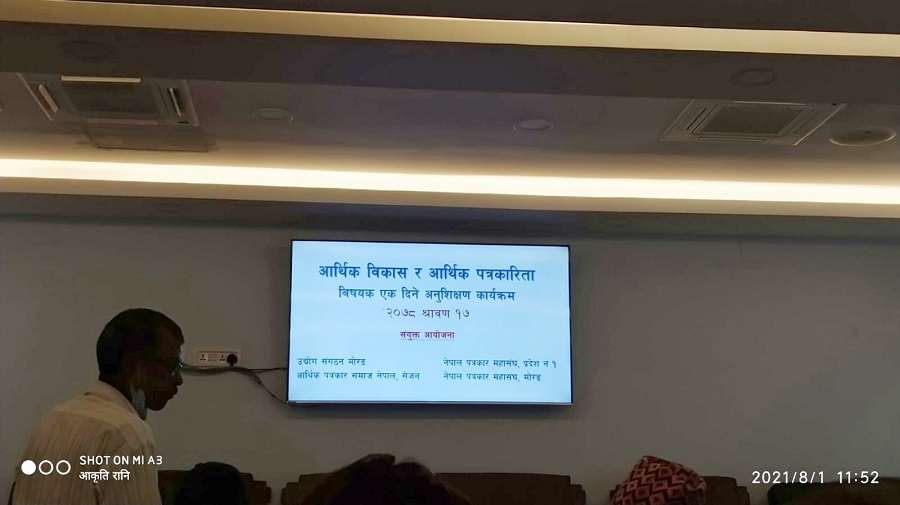 आर्थिक विकास र आर्थिक पत्रकारिता
बिषयक एक दिने अनुशिक्षण कार्यक्रम
२०७८ श्रावण १७
संयुक्त आयोजना
उद्योग संगठन मोरङ
नेपाल पत्रकार महासंघ, प्रदेश नं १
आर्थिक पत्रकार समाज नेपाल, सेजन
नेपाल पत्रकार महासंघ, मोरङ
SHOT ON MI A3
आकृति रानि
2021/8/1 11:52